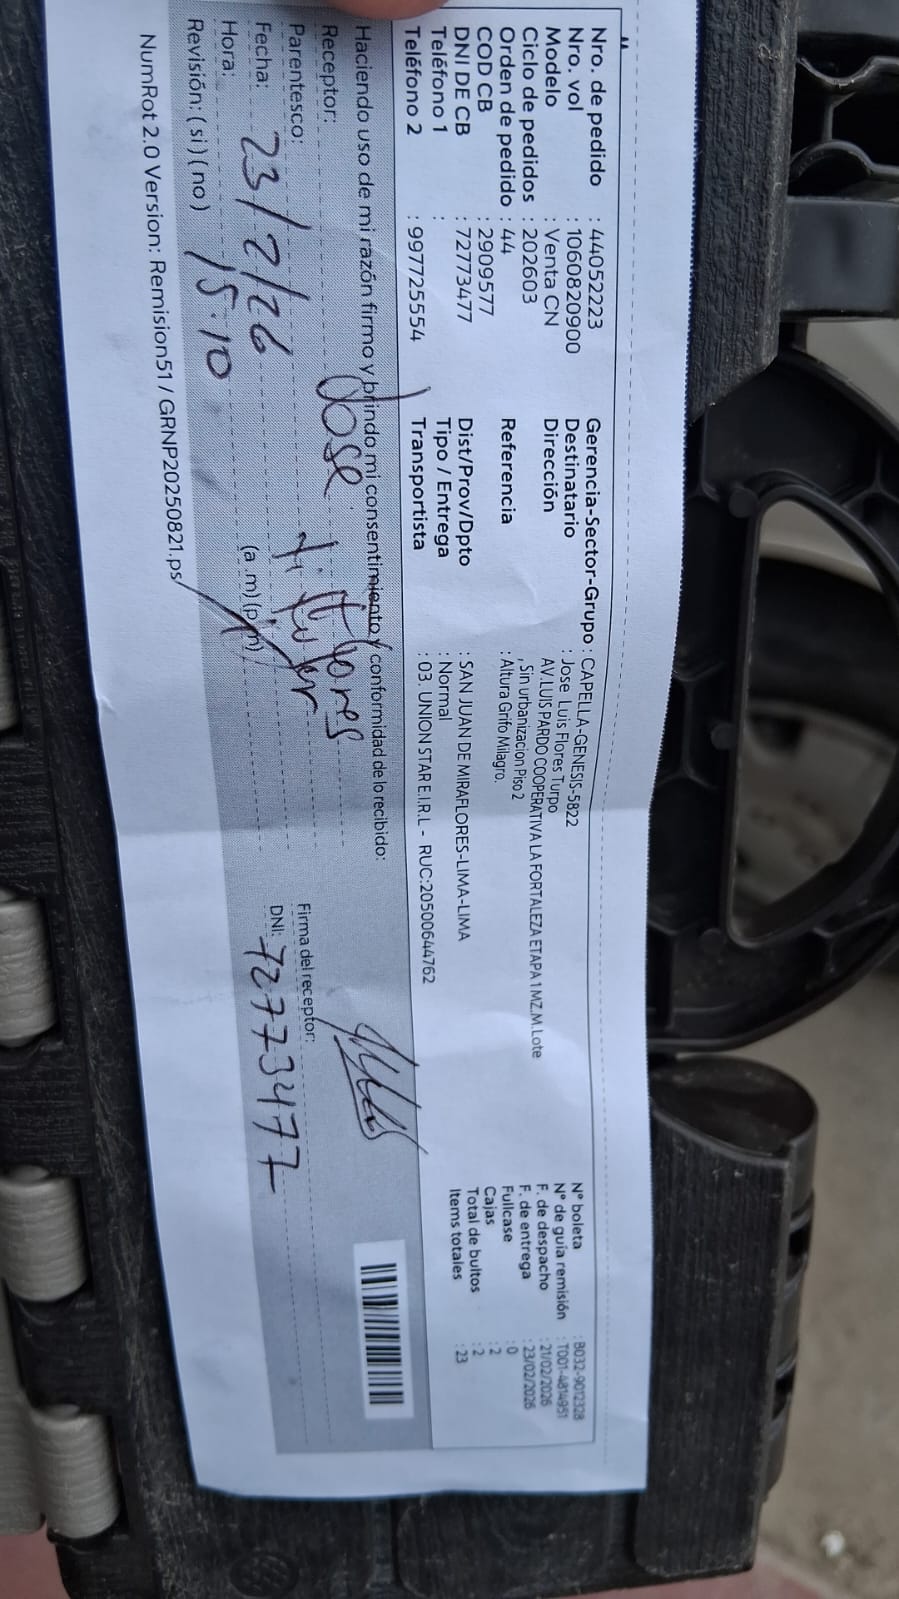 Nro. de pedido : 44052223
Nro. vol : 1060820900
Modelo : Venta CN
Ciclo de pedidos : 202603
Orden de pedido : 44
COD CB : 2909577
DNI DE CB : 72773477
Teléfono 1 :
Teléfono 2 : 997725554
Gerencia-Sector-Grupo : CAPELLA-GENESIS-5822
Destinatario : Jose Luis Flores Turpo
Dirección AV LUIS PARDO COOPERATIVA LA FORTALEZA ETAPA 1 MZ.M.Lote
, Sin urbanizacion Piso 2
Referencia : Altura Grifo Milagro.
Dist/Prov/Dpto : SAN JUAN DE MIRAFLORES-LIMA-LIMA
Tipo / Entrega : Normal
Transportista : 03. UNION STAR E.I.R.L - RUC:20500644762
N° boleta : B032-9012328
N° de guía remisión : T001-4814951
F. de despacho : 21/02/2026
F. de entrega : 23/02/2026
Fullcase : 0
Cajas : 2
Total de bultos : 2
Items totales : 23
Haciendo uso de mi razón firmo y brindo mi consentimiento y conformidad de lo recibido:
Receptor: Jose Flores
Parentesco: titular
Fecha: 23/2/26
Hora: 15:10 (a .m) (p.m)
Revisión: ( si ) ( no )
Firma del receptor:
DNI: 72773477
NumRot 2.0 Version: Remision51 / GRNP20250821.ps